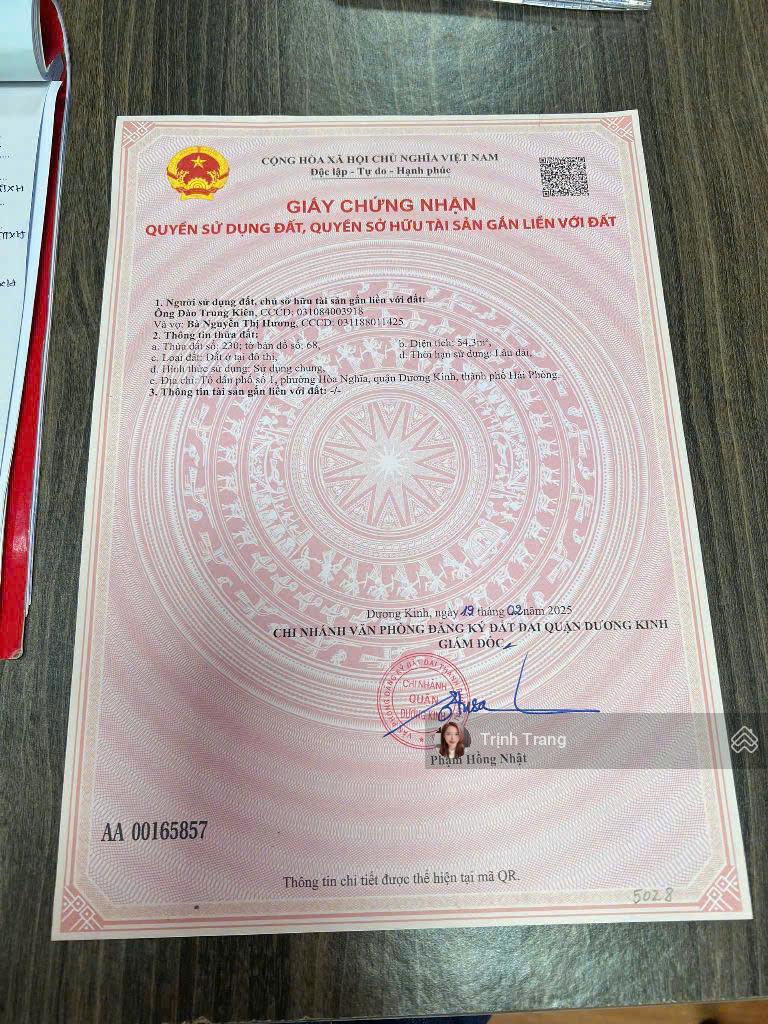 CỘNG HÒA XÃ HỘI CHỦ NGHĨA VIỆT NAM
Độc lập - Tự do - Hạnh phúc
GIẤY CHỨNG NHẬN
QUYỀN SỬ DỤNG ĐẤT, QUYỀN SỞ HỮU TÀI SẢN GẮN LIỀN VỚI ĐẤT
1. Người sử dụng đất, chủ sở hữu tài sản gắn liền với đất:
Ông Đào Trung Kiên, CCCD: 031084003918
Và vợ: Bà Nguyễn Thị Hương, CCCD: 031188011425
2. Thông tin thửa đất:
a. Thửa đất số: 230; tờ bản đồ số: 68, b. Diện tích: 54,3m²,
c. Loại đất: Đất ở tại đô thị, d. Thời hạn sử dụng: Lâu dài,
đ. Hình thức sử dụng: Sử dụng chung,
e. Địa chỉ: Tổ dân phố số 1, phường Hòa Nghĩa, quận Dương Kinh, thành phố Hải Phòng.
3. Thông tin tài sản gắn liền với đất: -/-
Dương Kinh, ngày 19 tháng 02 năm 2025
CHI NHÁNH VĂN PHÒNG ĐĂNG KÝ ĐẤT ĐAI QUẬN DƯƠNG KINH
GIÁM ĐỐC
CHI NHÁNH
QUẬN
DƯƠNG KINH
Trịnh Trang
Phạm Hồng Nhật
AA 00165857
Thông tin chi tiết được thể hiện tại mã QR.
5028